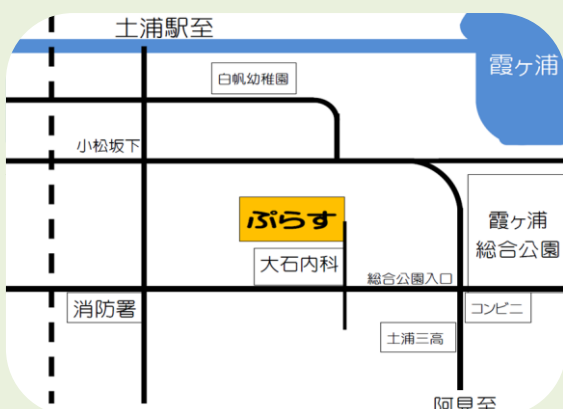 土浦駅至
霞ヶ浦
白帆幼稚園
小松坂下
ぷらす
霞ヶ浦
総合公園
大石内科
総合公園入口
消防署
コンビニ
土浦三高
阿見至